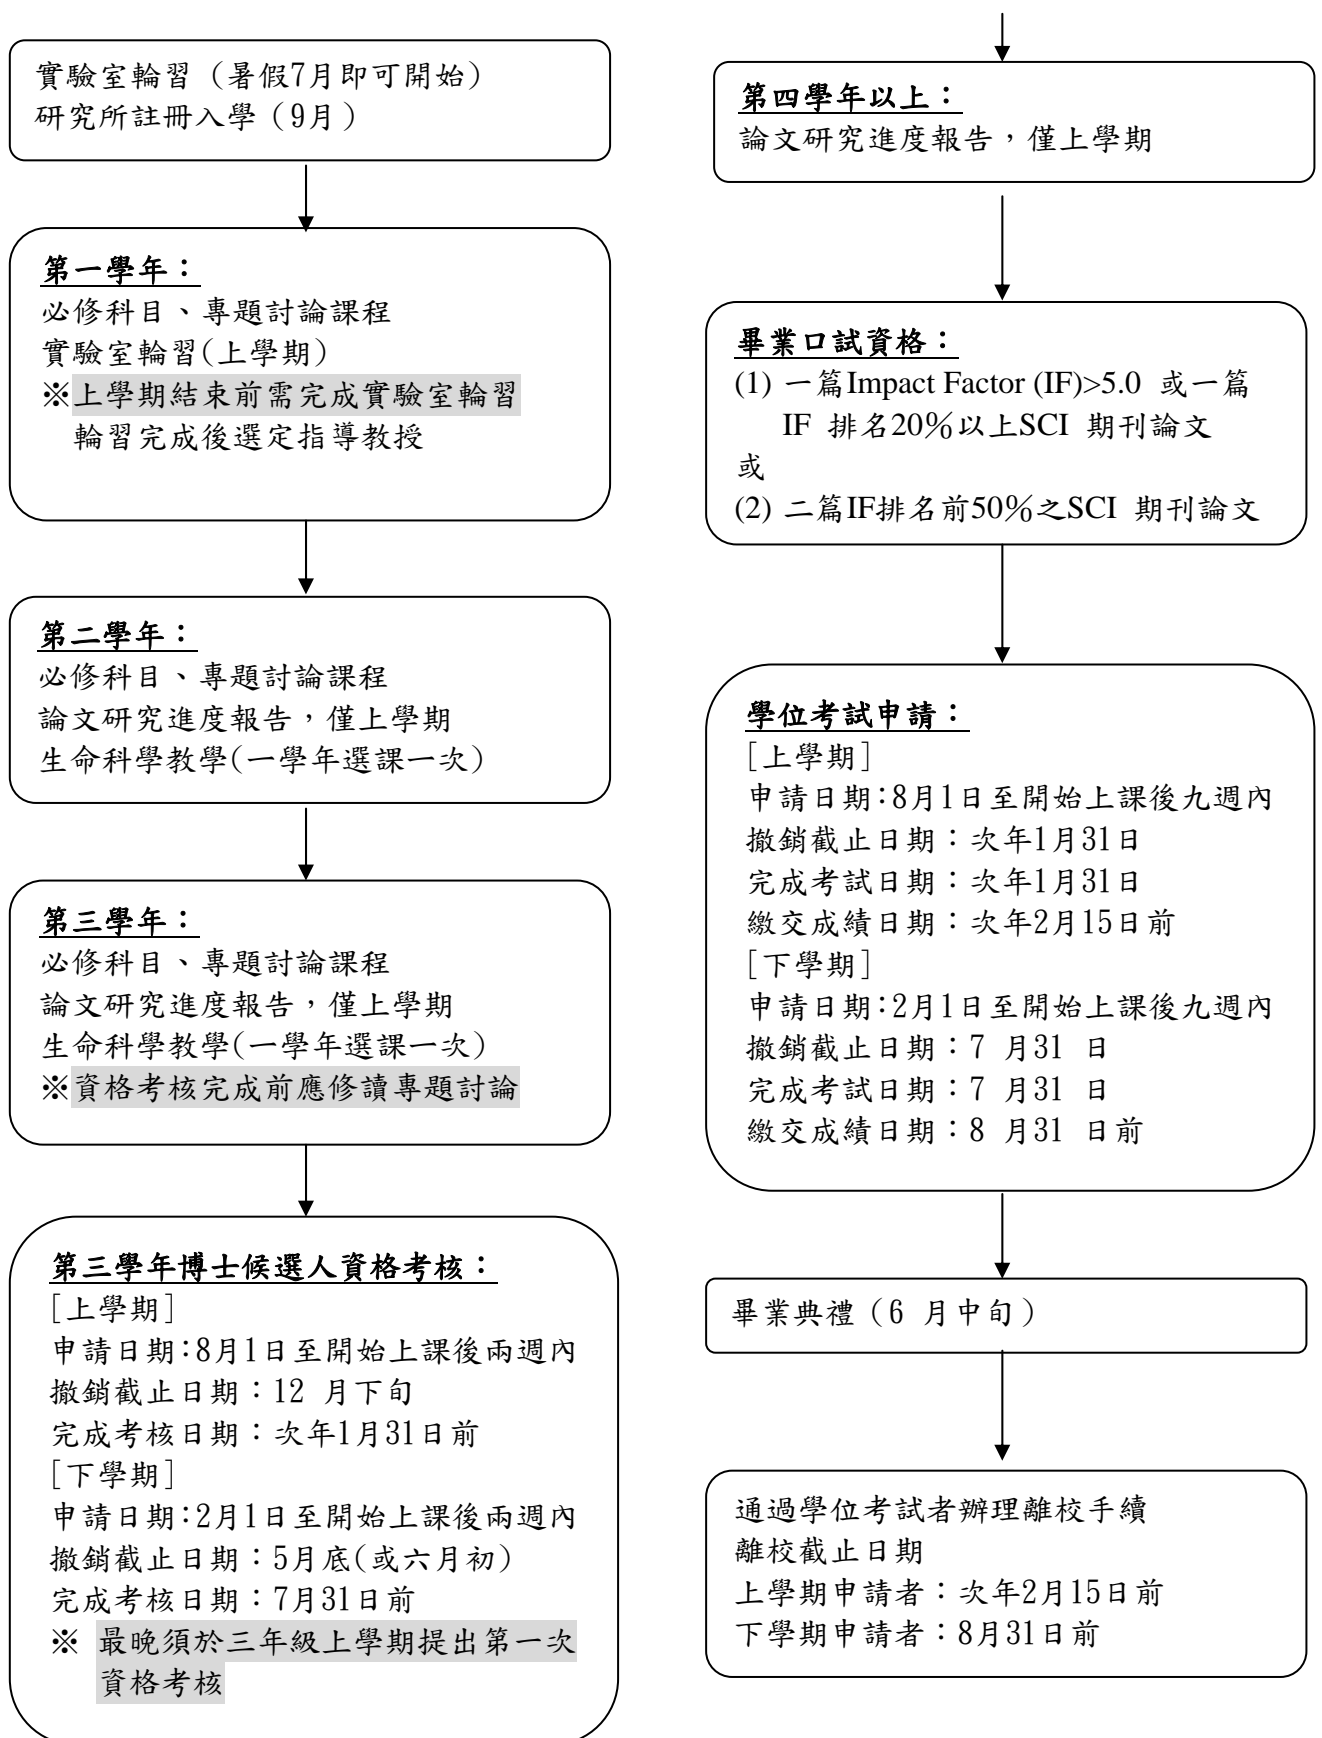 實驗室輪習（暑假7月即可開始）
研究所註冊入學（9月）
第一學年：
必修科目、專題討論課程
實驗室輪習(上學期)
※上學期結束前需完成實驗室輪習
輪習完成後選定指導教授
第二學年：
必修科目、專題討論課程
論文研究進度報告，僅上學期
生命科學教學(一學年選課一次)
第三學年：
必修科目、專題討論課程
論文研究進度報告，僅上學期
生命科學教學(一學年選課一次)
※資格考核完成前應修讀專題討論
第三學年博士候選人資格考核：
[上學期]
申請日期:8月1日至開始上課後兩週內
撤銷截止日期：12 月下旬
完成考核日期：次年1月31日前
[下學期]
申請日期:2月1日至開始上課後兩週內
撤銷截止日期：5月底(或六月初)
完成考核日期：7月31日前
※ 最晚須於三年級上學期提出第一次
資格考核
第四學年以上：
論文研究進度報告，僅上學期
畢業口試資格：
(1) 一篇Impact Factor (IF)>5.0 或一篇
IF 排名20%以上SCI 期刊論文
或
(2) 二篇IF排名前50%之SCI 期刊論文
學位考試申請：
[上學期]
申請日期:8月1日至開始上課後九週內
撤銷截止日期：次年1月31日
完成考試日期：次年1月31日
繳交成績日期：次年2月15日前
[下學期]
申請日期:2月1日至開始上課後九週內
撤銷截止日期：7 月31 日
完成考試日期：7 月31 日
繳交成績日期：8 月31 日前
畢業典禮（6 月中旬）
通過學位考試者辦理離校手續
離校截止日期
上學期申請者：次年2月15日前
下學期申請者：8月31日前